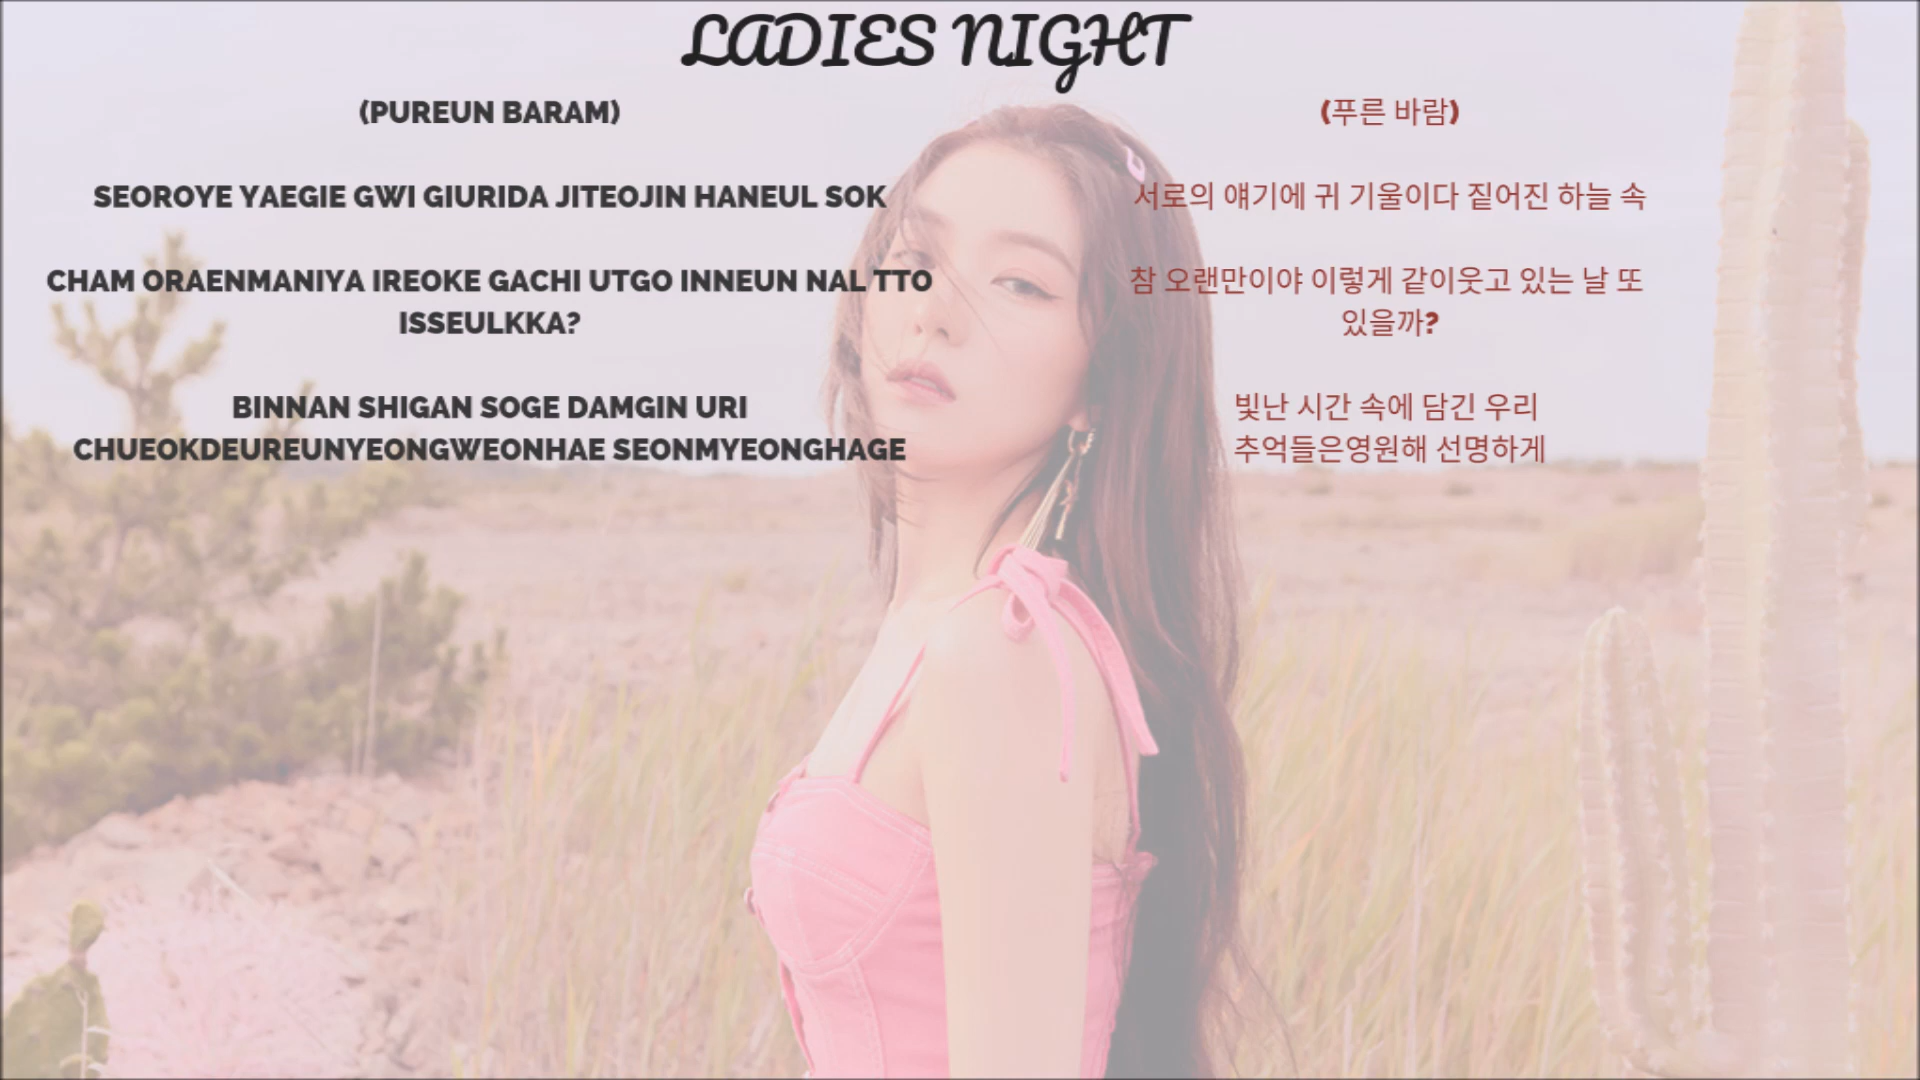 LADIES NIGHT
(PUREUN BARAM)
SEOROYE YAEGIE GWI GIURIDA JITEOJIN HANEUL SOK
CHAM ORAENMANIYA IREOKE GACHI UTGO INNEUN NAL TTO
ISSEULKKA?
BINNAN SHIGAN SOGE DAMGIN URI
CHUEOKDEUREUNYEONGWEONHAE SEONMYEONGHAGE
(푸른 바람)
서로의 얘기에 귀 기울이다 짙어진 하늘 속
참 오랜만이야 이렇게 같이웃고 있는 날 또
있을까?
빛난 시간 속에 담긴 우리
추억들은영원해 선명하게